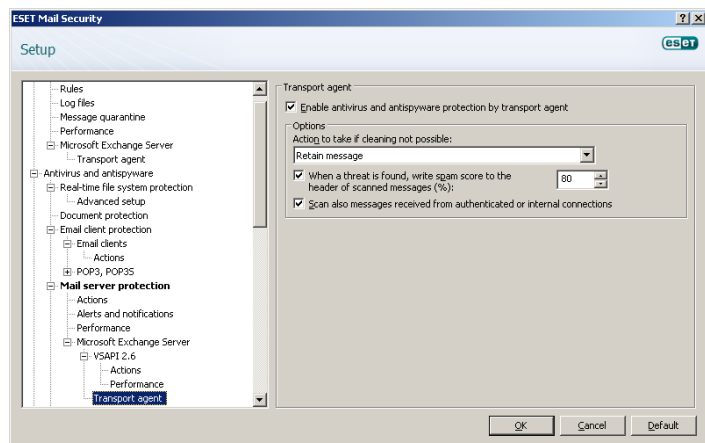 ESET Mail Security
Setup
eseT
Rules
Log files
Message quarantine
Performance
Microsoft Exchange Server
Transport agent
Antivirus and antispyware
Real-time file system protection
Advanced setup
Document protection
Email client protection
Email clients
Actions
POP3, POP3S
Mail server protection
Actions
Alerts and notifications
Performance
Microsoft Exchange Server
VSAPI 2.6
Actions
Performance
Transport agent
Transport agent
Enable antivirus and antispyware protection by transport agent
Options
Action to take if cleaning not possible:
Retain message
When a threat is found, write spam score to the
header of scanned messages (%):
80
Scan also messages received from authenticated or internal connections
OK
Cancel
Default